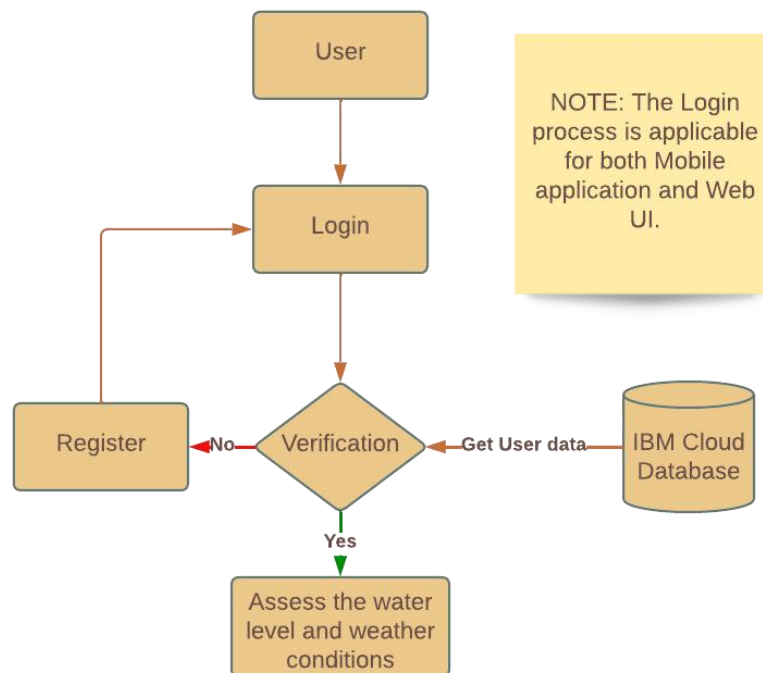 User
NOTE: The Login
process is applicable
for both Mobile
application and Web
UI.
Login
Register
No
Verification
Get User data
IBM Cloud
Database
Yes
Assess the water
level and weather
conditions